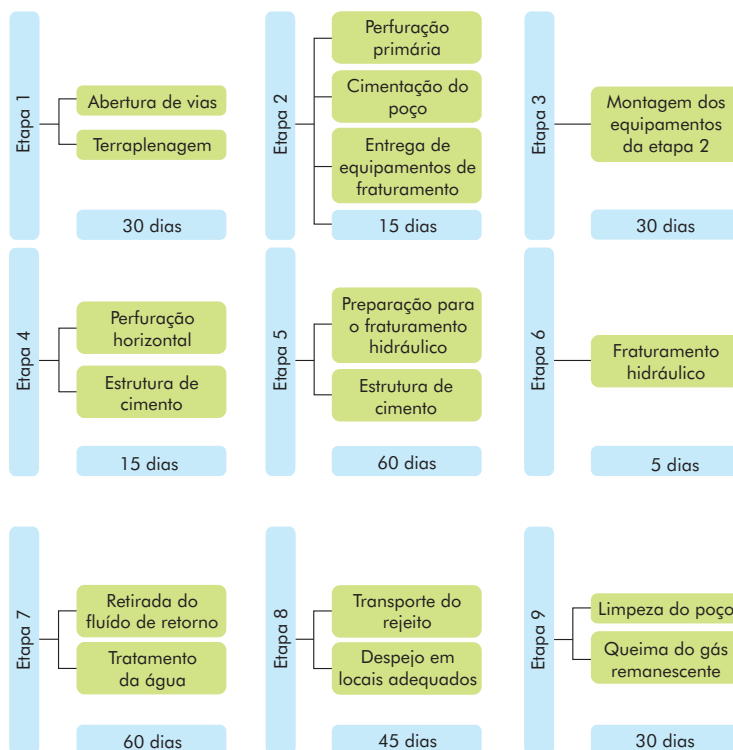 Etapa 1
Abertura de vias
Terraplenagem
30 dias
Etapa 2
Perfuração
primária
Cimentação do
poço
Entrega de
equipamentos de
fraturamento
15 dias
Etapa 3
Montagem dos
equipamentos
da etapa 2
30 dias
Etapa 4
Perfuração
horizontal
Estrutura de
cimento
15 dias
Etapa 5
Preparação para
o fraturamento
hidráulico
Estrutura de
cimento
60 dias
Etapa 6
Fraturamento
hidráulico
5 dias
Etapa 7
Retirada do
fluído de retorno
Tratamento
da água
60 dias
Etapa 8
Transporte do
rejeito
Despejo em
locais adequados
45 dias
Etapa 9
Limpeza do poço
Queima do gás
remanescente
30 dias